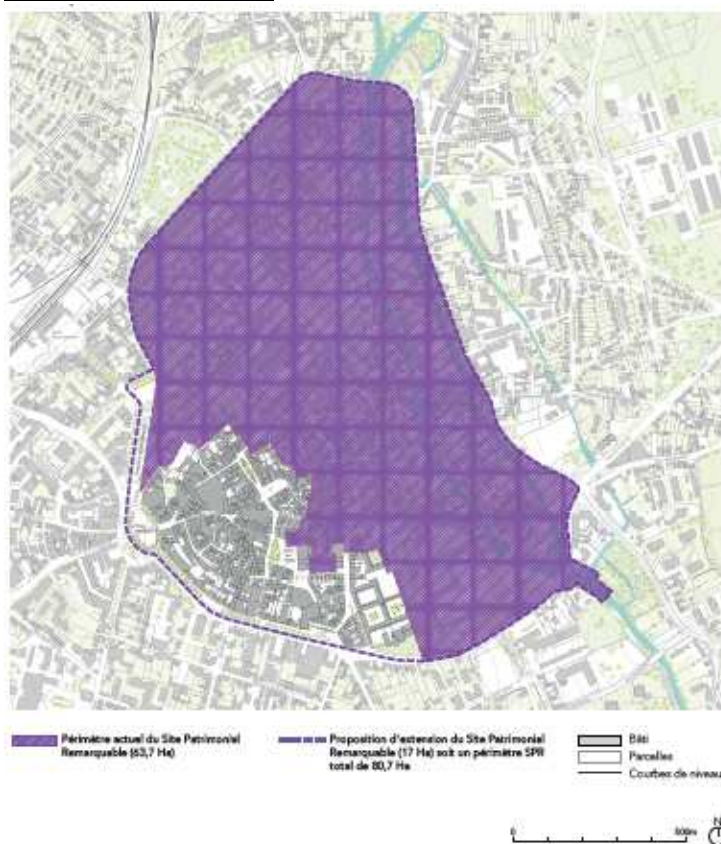 Périmètre actuel du Site Patrimonial
Remarquable (63,7 Ha)
Proposition d'extension du Site Patrimonial
Remarquable (17 Ha) soit un périmètre SPR
total de 80,7 Ha
Bâti
Parcelles
Courbes de niveau
0
500m
N